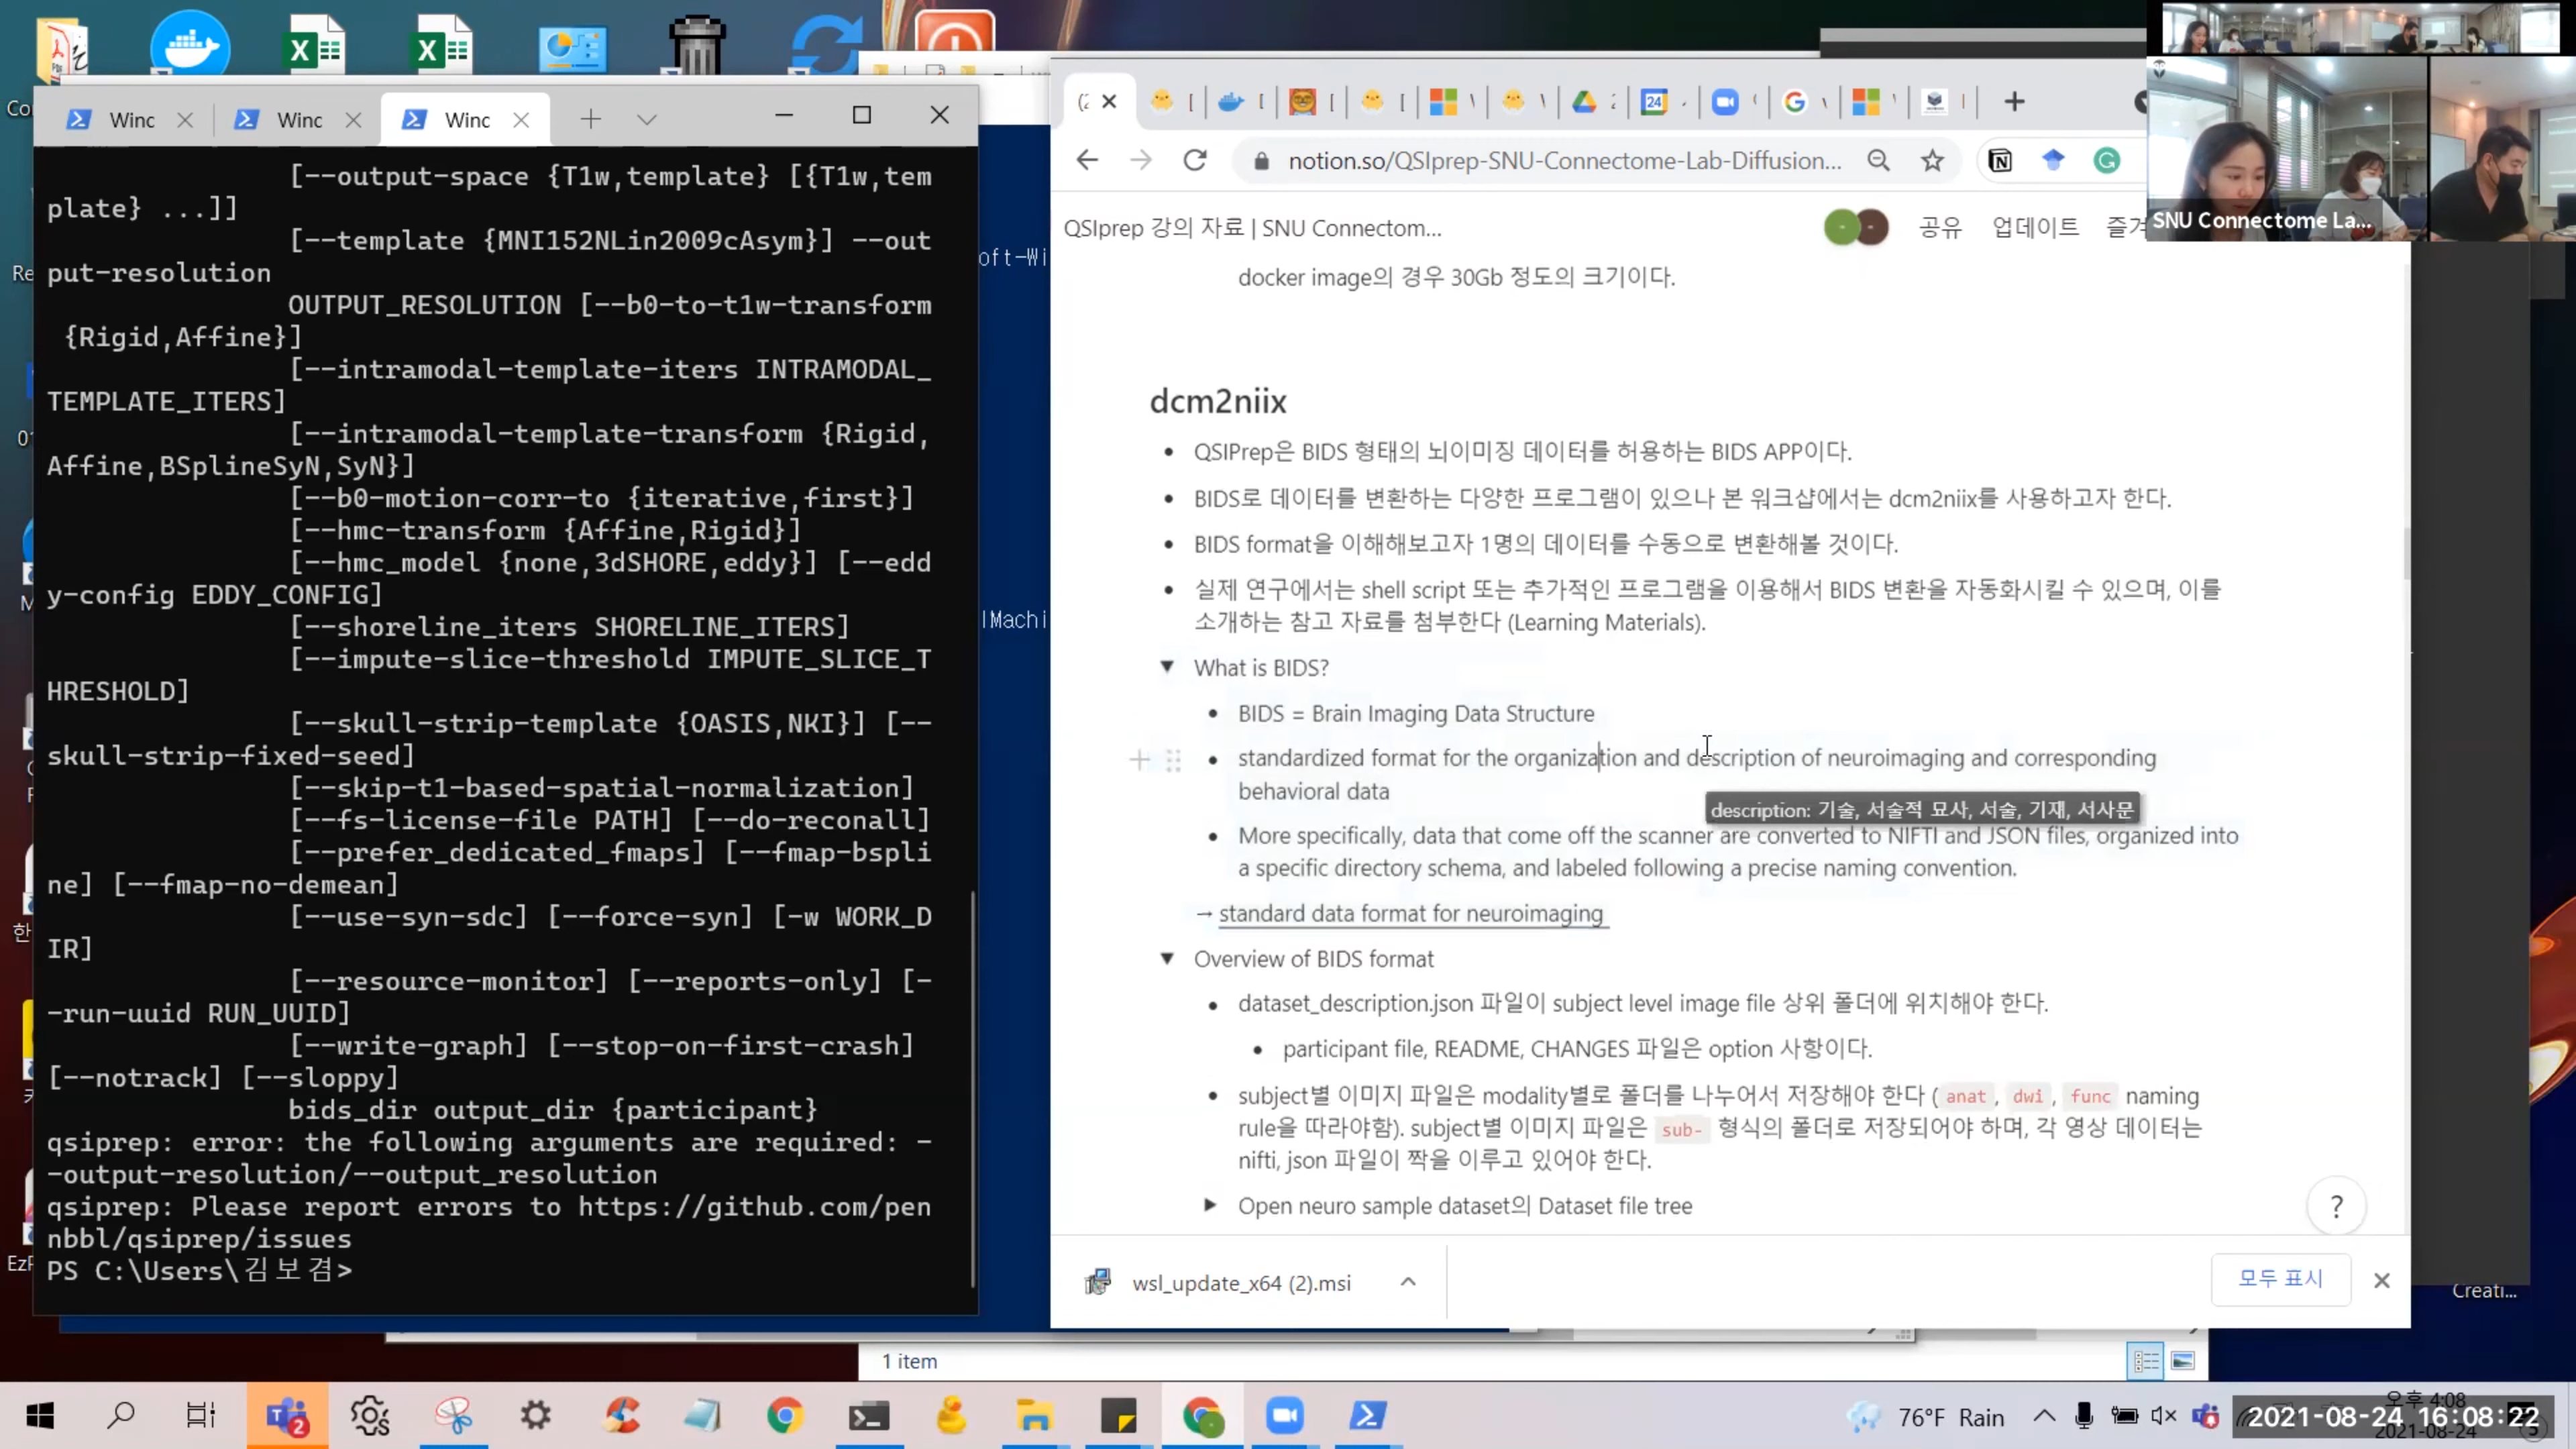 Winc
Winc
Winc
[--output-space {T1w,template} [{T1w,tem
plate} ...]]
[--template {MNI152NLin2009cAsym}] --out
put-resolution
OUTPUT_RESOLUTION [--b0-to-t1w-transform
{Rigid,Affine}]
[--intramodal-template-iters INTRAMODAL_
TEMPLATE_ITERS]
[--intramodal-template-transform {Rigid,
Affine,BSplineSyN,SyN}]
[--b0-motion-corr-to {iterative,first}]
[--hmc-transform {Affine,Rigid}]
[--hmc_model {none,3dSHORE,eddy}] [--edd
y-config EDDY_CONFIG]
[--shoreline_iters SHORELINE_ITERS]
[--impute-slice-threshold IMPUTE_SLICE_T
HRESHOLD]
[--skull-strip-template {OASIS,NKI}] [--
skull-strip-fixed-seed]
[--skip-t1-based-spatial-normalization]
[--fs-license-file PATH] [--do-reconall]
[--prefer_dedicated_fmaps] [--fmap-bspli
ne] [--fmap-no-demean]
[--use-syn-sdc] [--force-syn] [-w WORK_D
IR]
[--resource-monitor] [--reports-only] [-
-run-uuid RUN_UUID]
[--write-graph] [--stop-on-first-crash]
[--notrack] [--sloppy]
bids_dir output_dir {participant}
qsiprep: error: the following arguments are required: -
-output-resolution/--output_resolution
qsiprep: Please report errors to https://github.com/pen
nbbl/qsiprep/issues
PS C:\Users\김보겸>
oft-Wi
lMachi
notion.so/QSIprep-SNU-Connectome-Lab-Diffusion...
QSIprep 강의 자료 | SNU Connectom...
공유 업데이트 즐겨
SNU Connectome La...
docker image의 경우 30Gb 정도의 크기이다.
dcm2niix
• QSIPrep은 BIDS 형태의 뇌이미징 데이터를 허용하는 BIDS APP이다.
• BIDS로 데이터를 변환하는 다양한 프로그램이 있으나 본 워크샵에서는 dcm2niix를 사용하고자 한다.
• BIDS format을 이해해보고자 1명의 데이터를 수동으로 변환해볼 것이다.
• 실제 연구에서는 shell script 또는 추가적인 프로그램을 이용해서 BIDS 변환을 자동화시킬 수 있으며, 이를
소개하는 참고 자료를 첨부한다 (Learning Materials).
What is BIDS?
• BIDS = Brain Imaging Data Structure
• standardized format for the organization and description of neuroimaging and corresponding
behavioral data
description: 기술, 서술적 묘사, 서술, 기재, 서사문
• More specifically, data that come off the scanner are converted to NIFTI and JSON files, organized into
a specific directory schema, and labeled following a precise naming convention.
→ standard data format for neuroimaging
Overview of BIDS format
• dataset_description.json 파일이 subject level image file 상위 폴더에 위치해야 한다.
• participant file, README, CHANGES 파일은 option 사항이다.
• subject별 이미지 파일은 modality별로 폴더를 나누어서 저장해야 한다 (anat, dwi, func naming
rule을 따라야함). subject별 이미지 파일은 sub- 형식의 폴더로 저장되어야 하며, 각 영상 데이터는
nifti, json 파일이 짝을 이루고 있어야 한다.
Open neuro sample dataset의 Dataset file tree
?
wsl_update_x64 (2).msi
모두 표시
Creati...
1 item
76°F Rain
오후 4:08
2021-08-24 16:08:22
2021-08-24